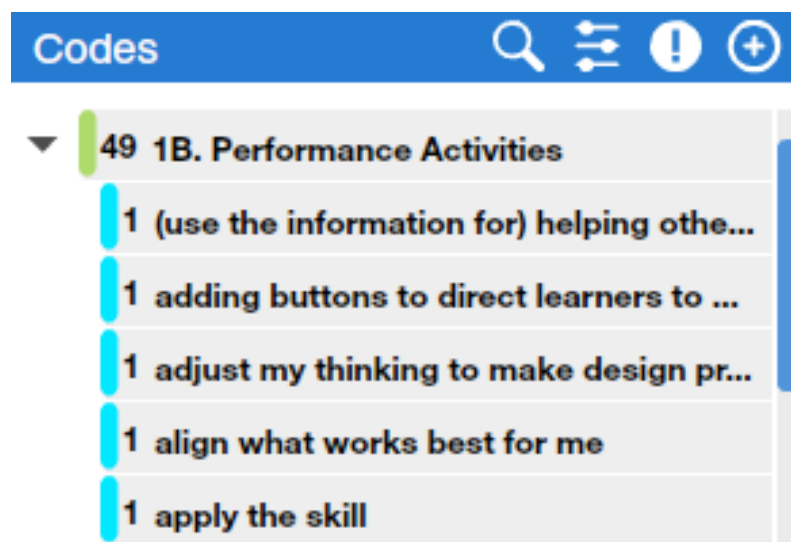 Codes
49 1B. Performance Activities
1 (use the information for) helping othe...
1 adding buttons to direct learners to ...
1 adjust my thinking to make design pr...
1 align what works best for me
1 apply the skill